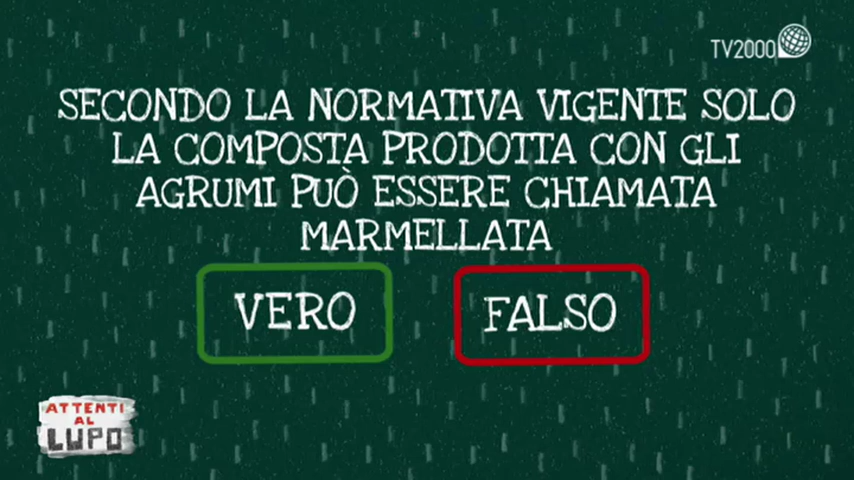 TV2000
SECONDO LA NORMATIVA VIGENTE SOLO
LA COMPOSTA PRODOTTA CON GLI
AGRUMI PUÒ ESSERE CHIAMATA
MARMELLATA
VERO
FALSO
ATTENTI
AL
LUPO